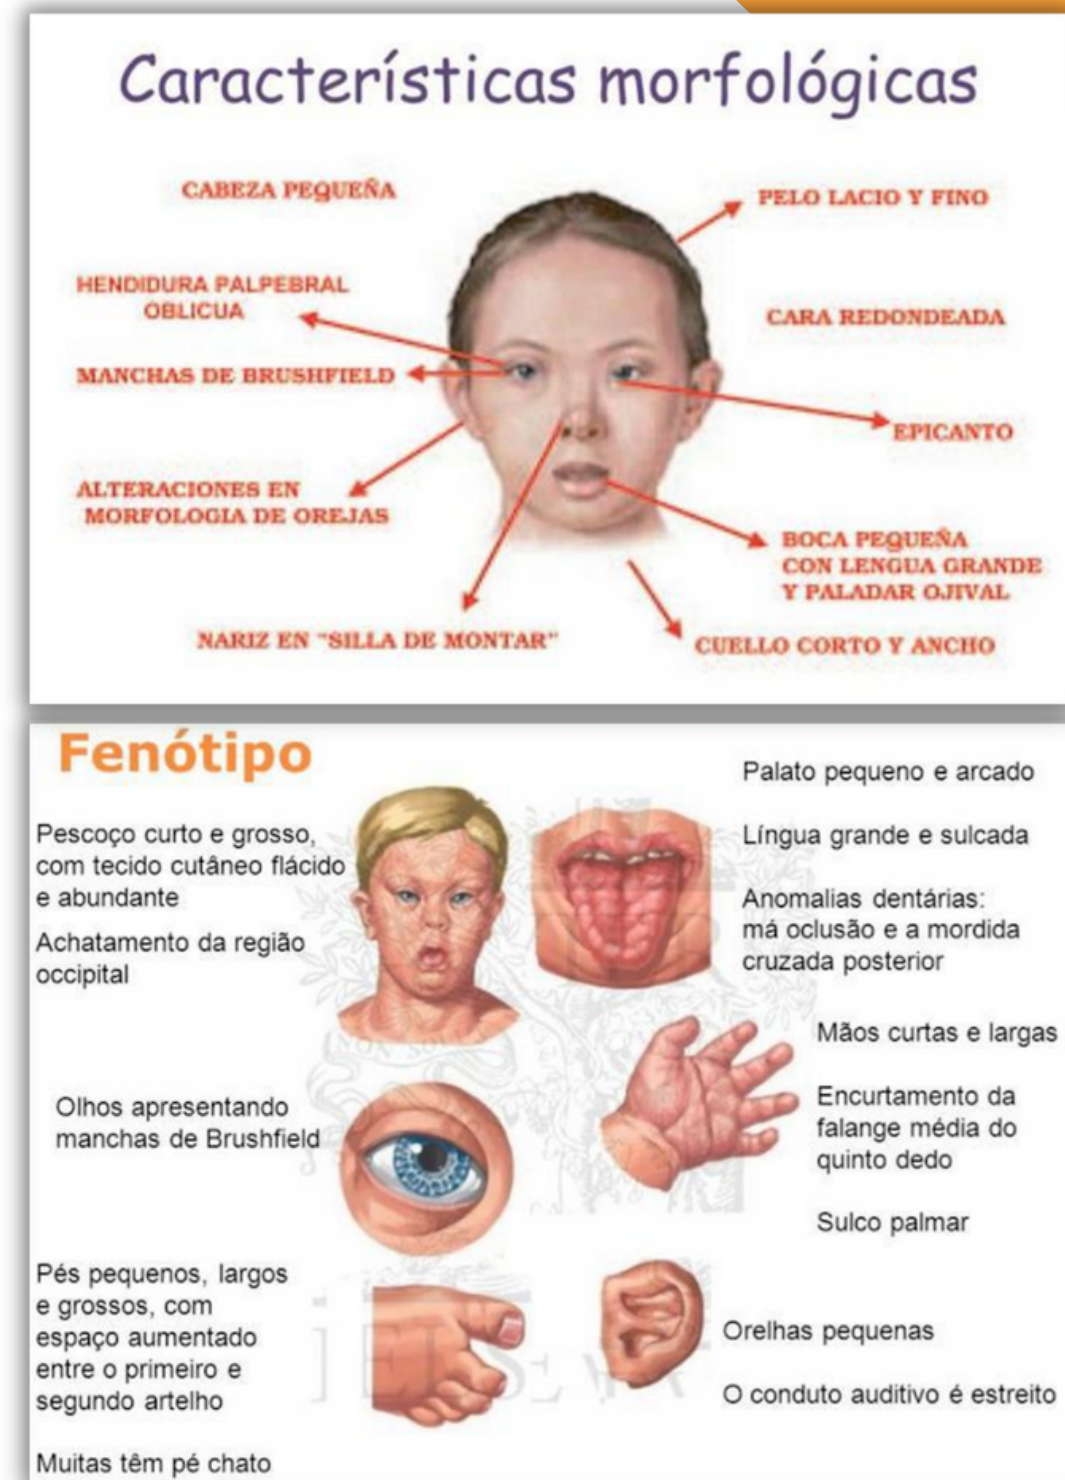 Características morfológicas
CABEZA PEQUEÑA
PELO LACIO Y FINO
HENDIDURA PALPEBRAL
OBLICUA
CARA REDONDEADA
MANCHAS DE BRUSHFIELD
EPICANTO
ALTERACIONES EN
MORFOLOGIA DE OREJAS
BOCA PEQUEÑA
CON LENGUA GRANDE
Y PALADAR OJIVAL
NARIZ EN "SILLA DE MONTAR"
CUELLO CORTO Y ANCHO
Fenótipo
Pescoço curto e grosso,
com tecido cutâneo flácido
e abundante
Achatamento da região
occipital
Olhos apresentando
manchas de Brushfield
Pés pequenos, largos
e grossos, com
espaço aumentado
entre o primeiro e
segundo artelho
Muitas têm pé chato
Palato pequeno e arcado
Língua grande e sulcada
Anomalias dentárias:
má oclusão e a mordida
cruzada posterior
Mãos curtas e largas
Encurtamento da
falange média do
quinto dedo
Sulco palmar
Orelhas pequenas
O conduto auditivo é estreito